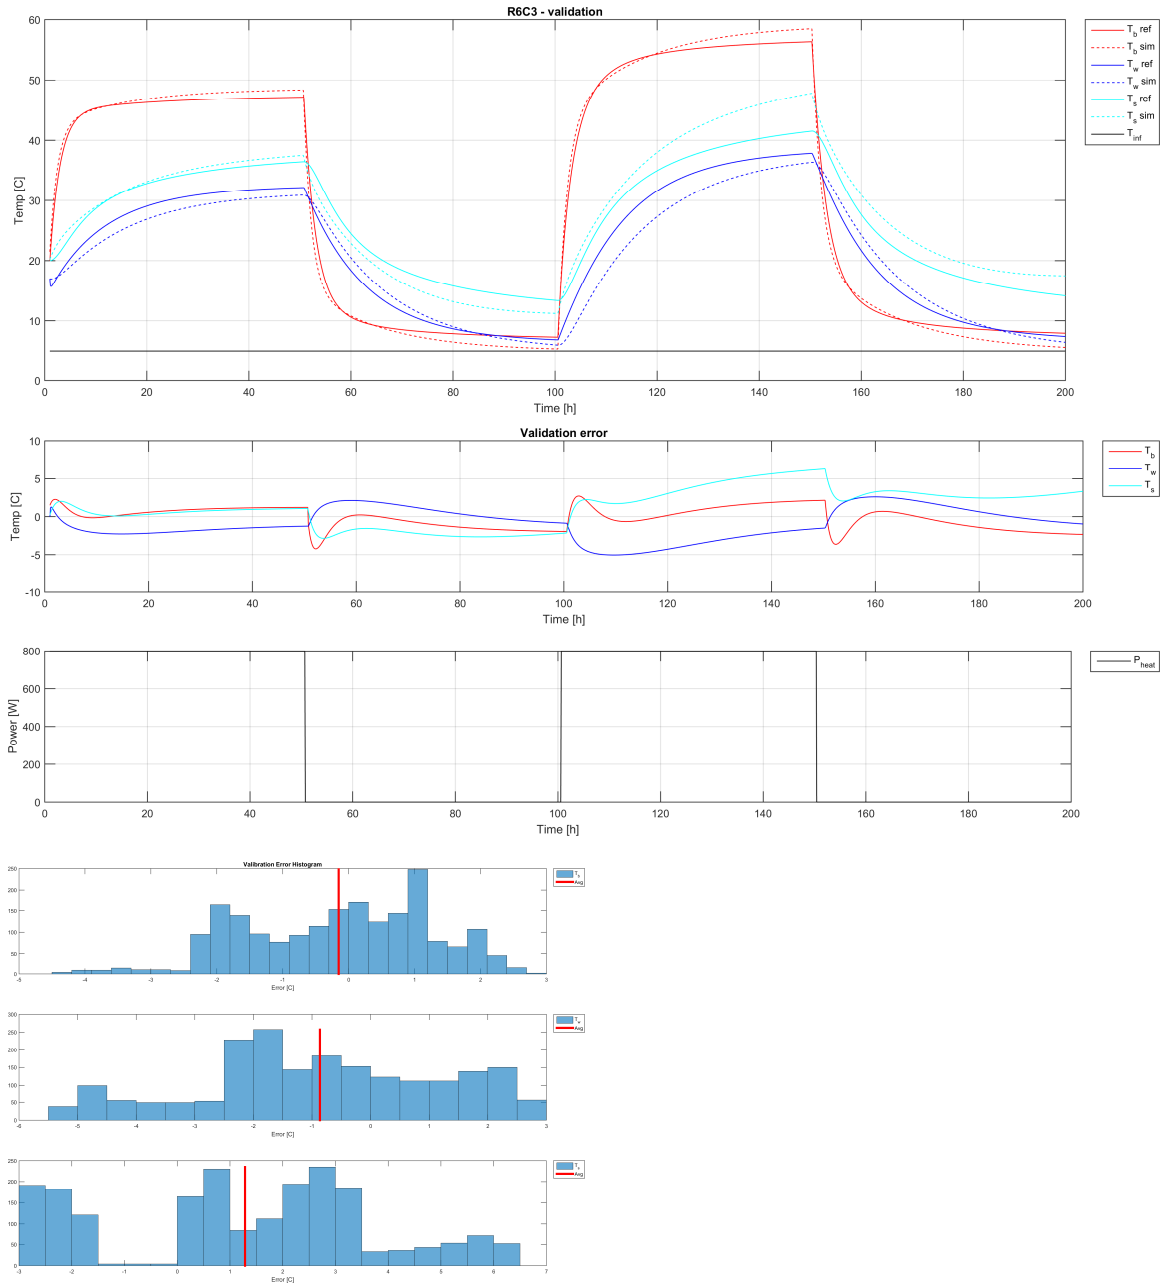 R6C3 - validation
60
50
40
30
20
10
0
Temp [C]
0 20 40 60 80 100 120 140 160 180 200
Time [h]
T_b ref
T_b sim
T_w ref
T_w sim
T_s ref
T_s sim
T_inf
Validation error
10
5
0
-5
-10
Temp [C]
0 20 40 60 80 100 120 140 160 180 200
Time [h]
T_b
T_w
T_s
800
600
400
200
0
Power [W]
0 20 40 60 80 100 120 140 160 180 200
Time [h]
P_heat
Valibration Error Histogram
250
200
150
100
50
0
-5 -4 -3 -2 -1 0 1 2 3
Error [C]
T
Avg
300
250
200
150
100
50
0
-6 -5 -4 -3 -2 -1 0 1 2 3
Error [C]
T
Avg
250
200
150
100
50
0
-3 -2 -1 0 1 2 3 4 5 6 7
Error [C]
T
Avg